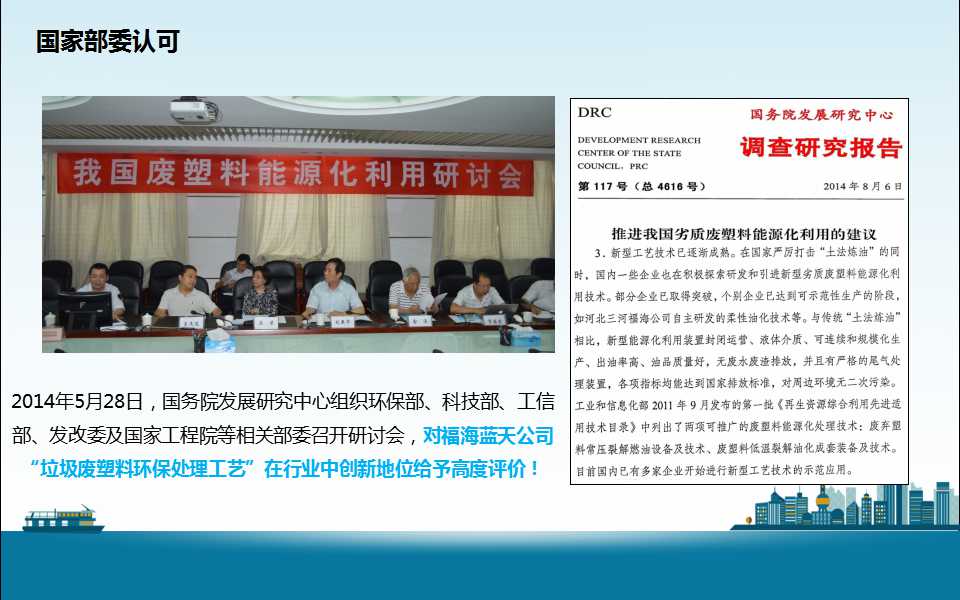 国家部委认可
我国废塑料能源化利用研讨会
2014年5月28日，国务院发展研究中心组织环保部、科技部、工信
部、发改委及国家工程院等相关部委召开研讨会，对福海蓝天公司
“垃圾废塑料环保处理工艺”在行业中创新地位给予高度评价！
DRC
国务院发展研究中心
DEVELOPMENT RESEARCH
CENTER OF THE STATE
COUNCIL, PRC
调查研究报告
第 117 号（总 4616 号）
2014 年 8 月 6 日
推进我国劣质废塑料能源化利用的建议
3．新型工艺技术已逐渐成熟。在国家严厉打击“土法炼油”的同
时，国内一些企业也在积极探索研发和引进新型劣质废塑料能源化利
用技术。部分企业已取得突破，个别企业已达到可示范性生产的阶段，
如河北三河福海公司自主研发的柔性油化技术等。与传统“土法炼油”
相比，新型能源化利用装置封闭运营、液体介质、可连续和规模化生
产、出油率高、油品质量好，无废水废渣排放，并且有严格的尾气处
理装置，各项指标均能达到国家排放标准，对周边环境无二次污染。
工业和信息化部 2011 年 9 月发布的第一批《再生资源综合利用先进适
用技术目录》中列出了两项可推广的废塑料能源化处理技术：废弃塑
料常压裂解燃油设备及技术、废塑料低温裂解油化成套装备及技术。
目前国内已有多家企业开始进行新型工艺技术的示范应用。